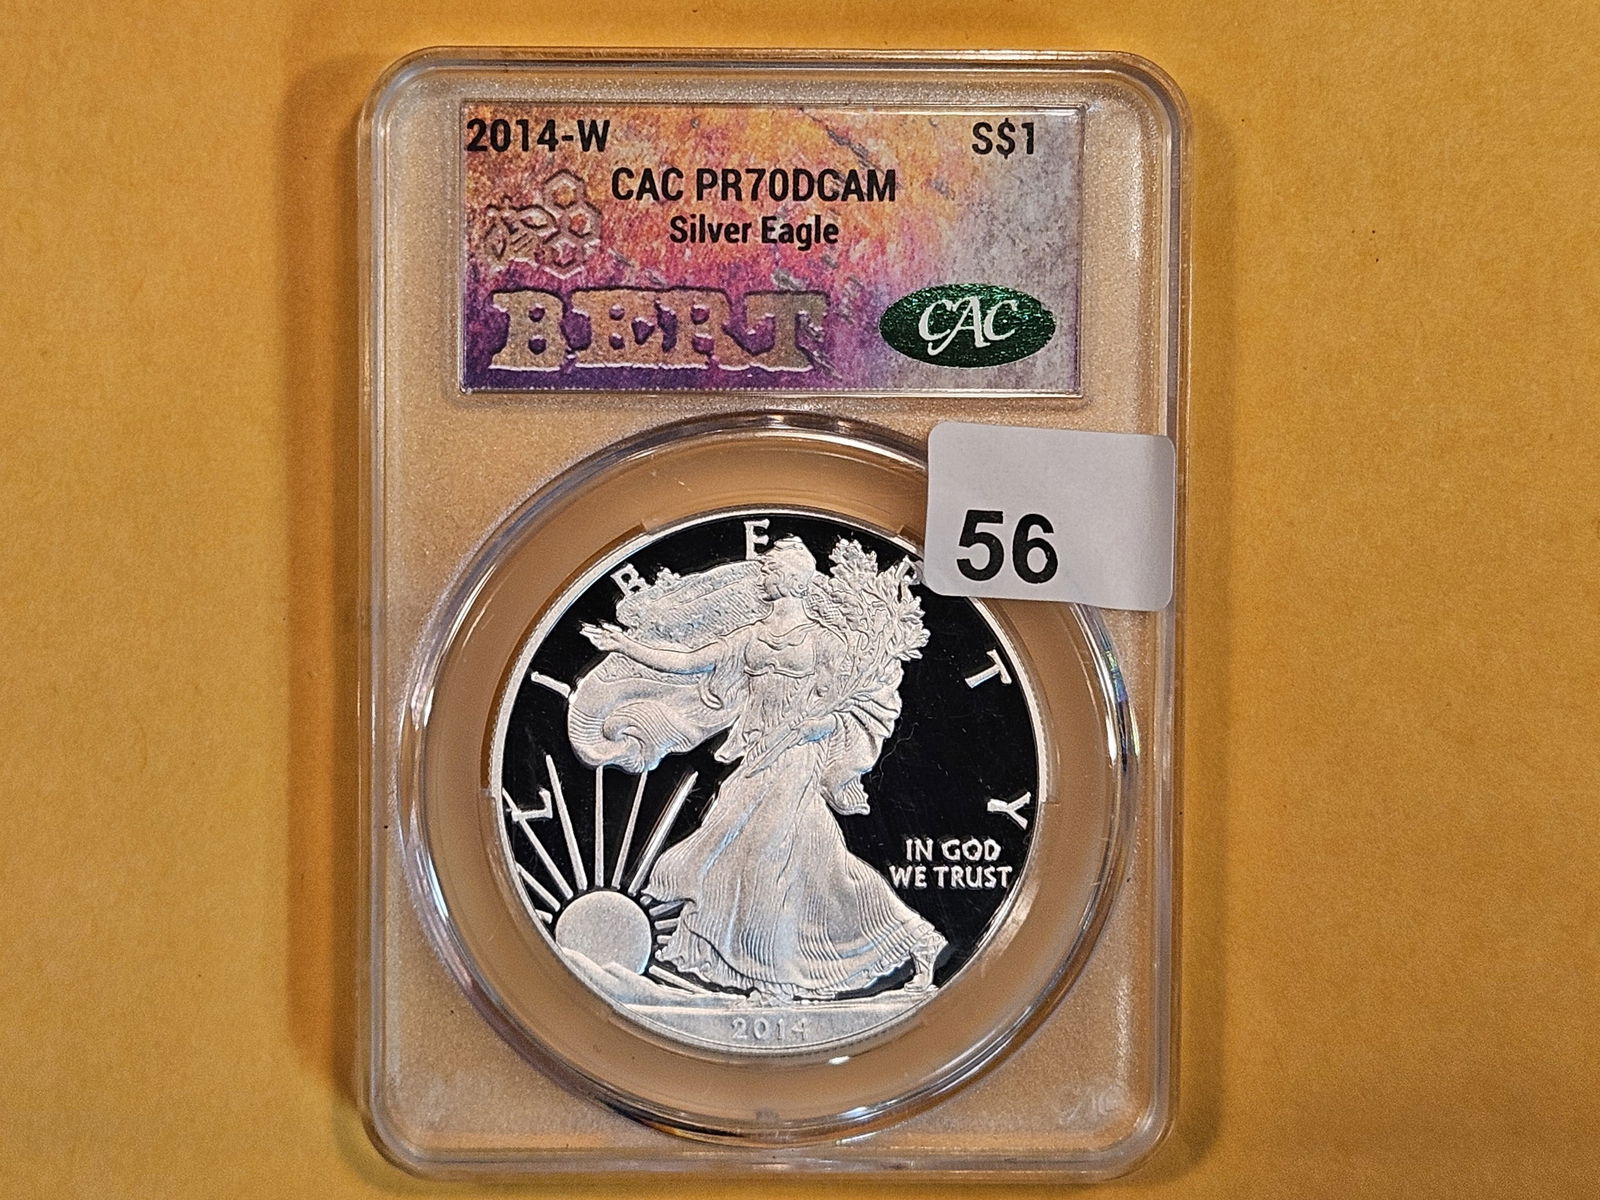 2014-W S$1
CAC PR70DCAM
Silver Eagle
BERT CAC
56
LIBERTY
IN GOD
WE TRUST
2014